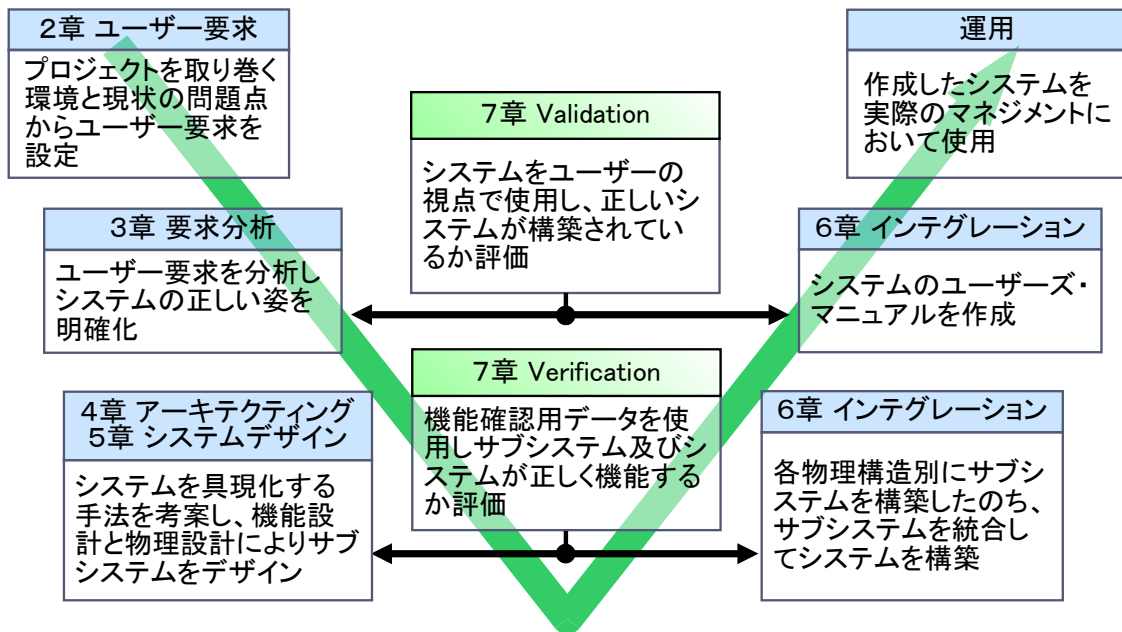 2章 ユーザー要求
プロジェクトを取り巻く
環境と現状の問題点
からユーザー要求を
設定
3章 要求分析
ユーザー要求を分析し
システムの正しい姿を
明確化
4章 アーキテクティング
5章 システムデザイン
システムを具現化する
手法を考案し、機能設
計と物理設計によりサブ
システムをデザイン
7章 Validation
システムをユーザーの
視点で使用し、正しいシ
ステムが構築されてい
るか評価
7章 Verification
機能確認用データを使
用しサブシステム及びシ
ステムが正しく機能する
か評価
運用
作成したシステムを
実際のマネジメントに
おいて使用
6章 インテグレーション
システムのユーザーズ・
マニュアルを作成
6章 インテグレーション
各物理構造別にサブシ
ステムを構築したのち、
サブシステムを統合し
てシステムを構築